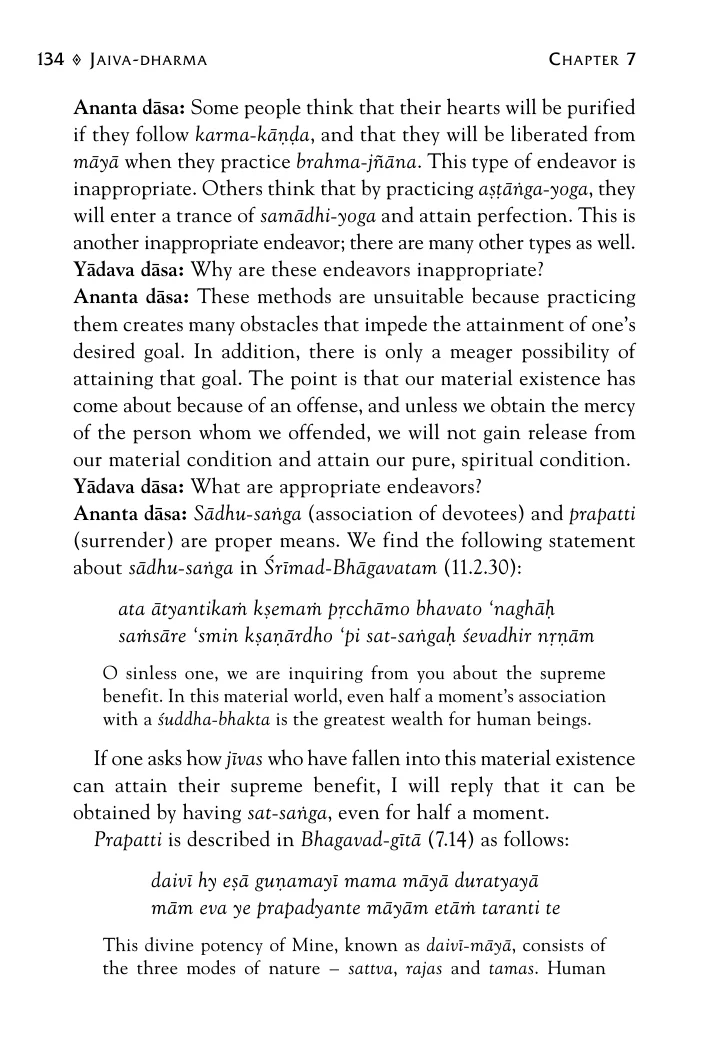 134 ◊ JAIVA-DHARMA CHAPTER 7
Ananta dāsa: Some people think that their hearts will be purified
if they follow karma-kāṇḍa, and that they will be liberated from
māyā when they practice brahma-jñāna. This type of endeavor is
inappropriate. Others think that by practicing aṣṭāṅga-yoga, they
will enter a trance of samādhi-yoga and attain perfection. This is
another inappropriate endeavor; there are many other types as well.
Yādava dāsa: Why are these endeavors inappropriate?
Ananta dāsa: These methods are unsuitable because practicing
them creates many obstacles that impede the attainment of one’s
desired goal. In addition, there is only a meager possibility of
attaining that goal. The point is that our material existence has
come about because of an offense, and unless we obtain the mercy
of the person whom we offended, we will not gain release from
our material condition and attain our pure, spiritual condition.
Yādava dāsa: What are appropriate endeavors?
Ananta dāsa: Sādhu-saṅga (association of devotees) and prapatti
(surrender) are proper means. We find the following statement
about sādhu-saṅga in Śrīmad-Bhāgavatam (11.2.30):
ata ātyantikaṁ kṣemaṁ pṛcchāmo bhavato ‘naghāḥ
saṁsāre ‘smin kṣaṇārdho ‘pi sat-saṅgaḥ śevadhir nṛṇām
O sinless one, we are inquiring from you about the supreme
benefit. In this material world, even half a moment’s association
with a śuddha-bhakta is the greatest wealth for human beings.
If one asks how jīvas who have fallen into this material existence
can attain their supreme benefit, I will reply that it can be
obtained by having sat-saṅga, even for half a moment.
Prapatti is described in Bhagavad-gītā (7.14) as follows:
daivī hy eṣā guṇamayī mama māyā duratyayā
mām eva ye prapadyante māyām etāṁ taranti te
This divine potency of Mine, known as daivi-māyā, consists of
the three modes of nature – sattva, rajas and tamas. Human